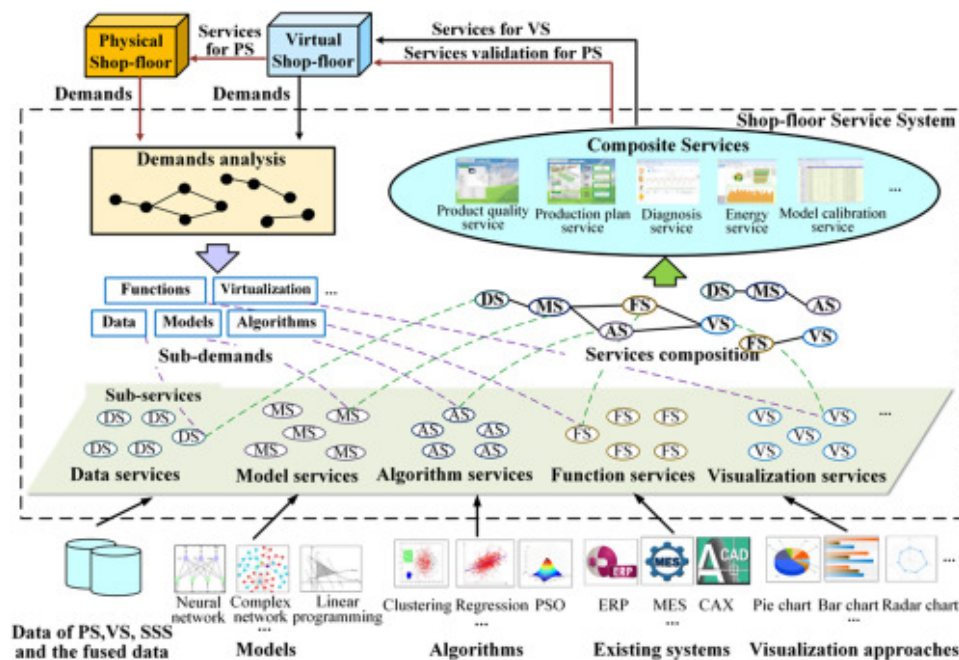 Physical
Shop-floor
Services
for PS
Virtual
Shop-floor
Services for VS
Services validation for PS
Demands
Demands
Shop-floor Service System
Demands analysis
Composite Services
Product quality
service
Production plan
service
Diagnosis
service
Energy
service
Model calibration
service
...
Functions
Virtualization
...
Data
Models
Algorithms
Sub-demands
DS
MS
FS
AS
VS
DS
MS
AS
FS
VS
Services composition
Sub-services
DS
DS
DS
DS
DS
Data services
MS
MS
MS
MS
MS
Model services
AS
AS
AS
AS
AS
Algorithm services
FS
FS
FS
FS
FS
Function services
VS
VS
VS
VS
VS
...
Visualization services
Data of PS,VS, SSS
and the fused data
Neural
network
Complex
network
Linear
programming
...
Models
Clustering
Regression
PSO
...
Algorithms
ERP
MES
CAD
ERP
MES
CAX
...
Existing systems
Pie chart
Bar chart
Radar chart
...
...
Visualization approaches